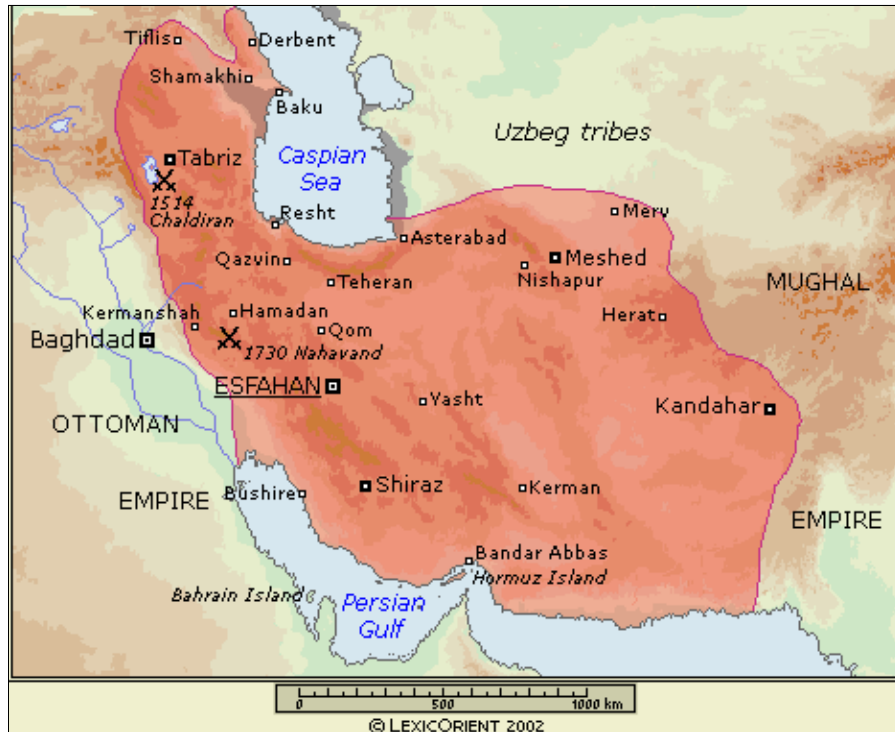 Tiflis
Derbent
Shamakhi
Baku
Uzbeg tribes
Tabriz
Caspian
Sea
1514
Chaldiran
Resht
Merv
Asterabad
Qazvin
Meshed
Nishapur
Teheran
MUGHAL
Kermanshah
Hamadan
Herat
Qom
Baghdad
1730 Nahavand
ESFAHAN
Yasht
Kandahar
OTTOMAN
Shiraz
Kerman
EMPIRE
Bushire
EMPIRE
Bandar Abbas
Hormuz Island
Bahrain Island
Persian
Gulf
0 500 1000 km
© LEXICORIENT 2002